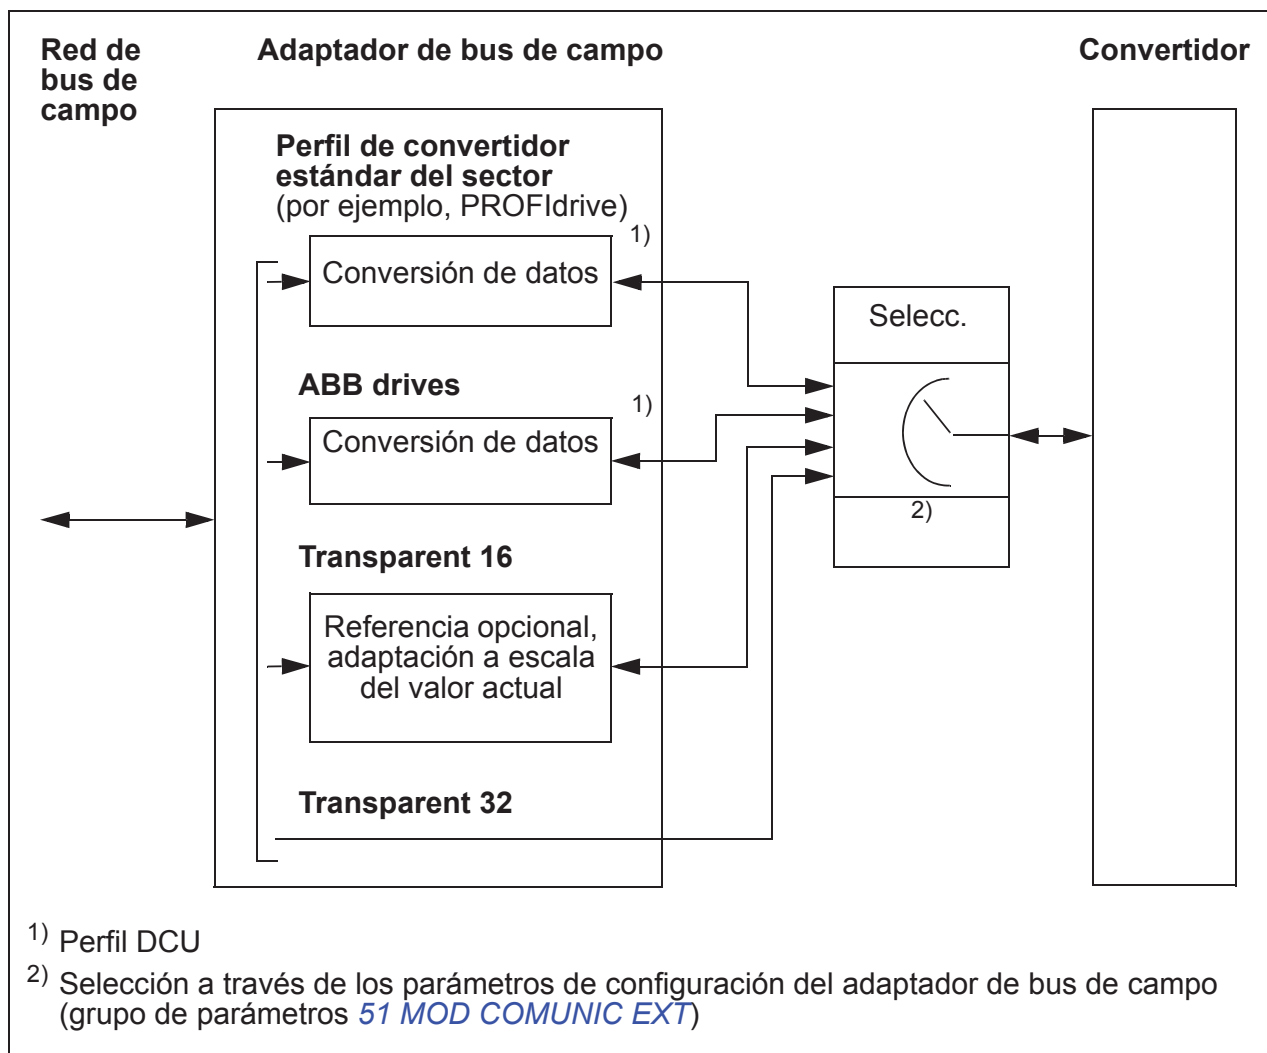 Red de
bus de
campo
Adaptador de bus de campo
Convertidor
Perfil de convertidor
estándar del sector
(por ejemplo, PROFIdrive)
1)
Conversión de datos
Selecc.
ABB drives
1)
Conversión de datos
2)
Transparent 16
Referencia opcional,
adaptación a escala
del valor actual
Transparent 32
1) Perfil DCU
2) Selección a través de los parámetros de configuración del adaptador de bus de campo
(grupo de parámetros 51 MOD COMUNIC EXT)